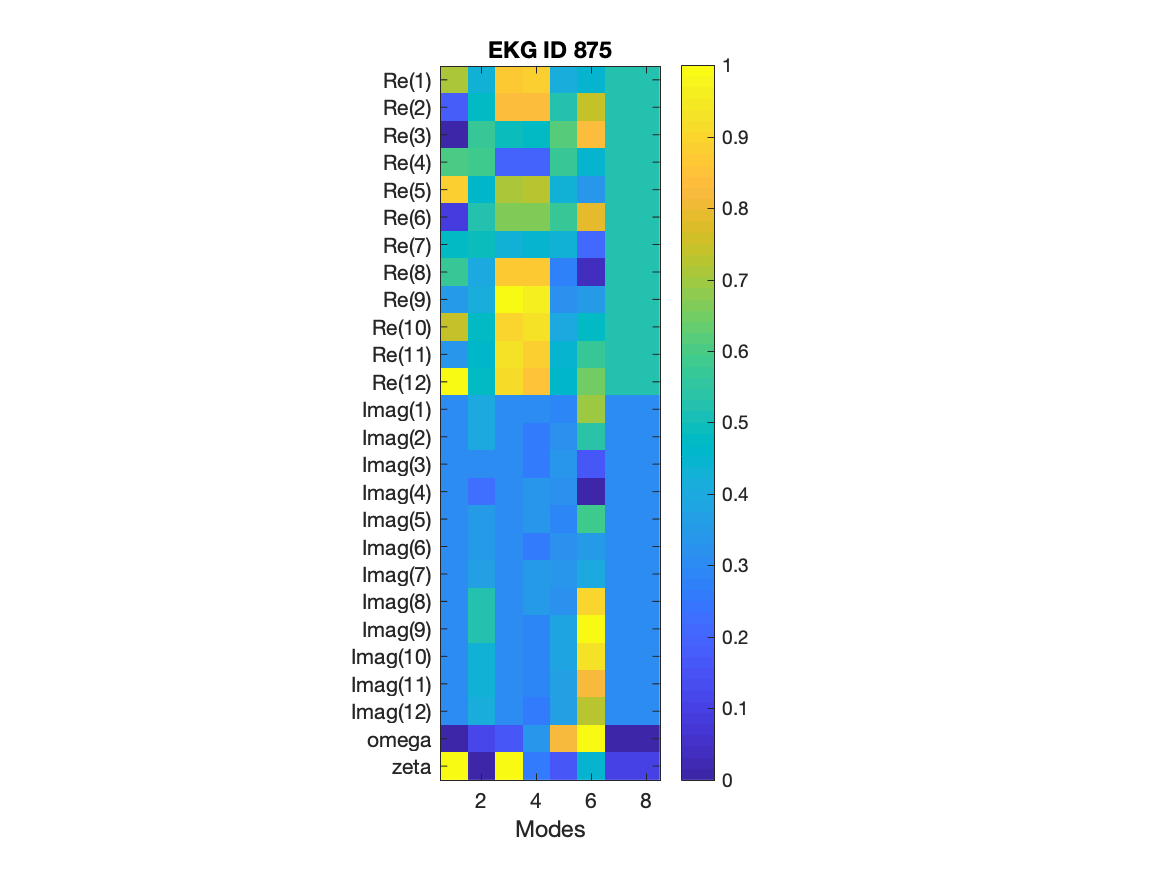 EKG ID 875
Re(1)
Re(2)
Re(3)
Re(4)
Re(5)
Re(6)
Re(7)
Re(8)
Re(9)
Re(10)
Re(11)
Re(12)
Imag(1)
Imag(2)
Imag(3)
Imag(4)
Imag(5)
Imag(6)
Imag(7)
Imag(8)
Imag(9)
Imag(10)
Imag(11)
Imag(12)
omega
zeta
2 4 6 8
Modes
1
0.9
0.8
0.7
0.6
0.5
0.4
0.3
0.2
0.1
0